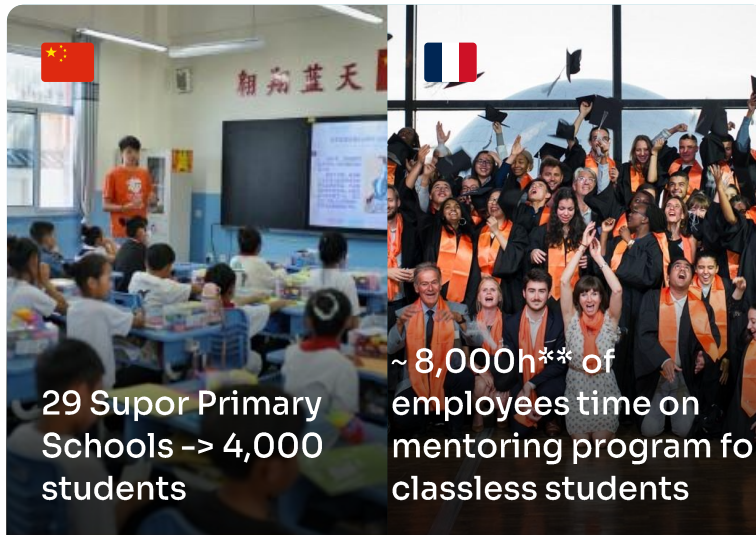 翱翔蓝天
29 Supor Primary
Schools -> 4,000
students
~ 8,000h** of
employees time on
mentoring program fo
classless students